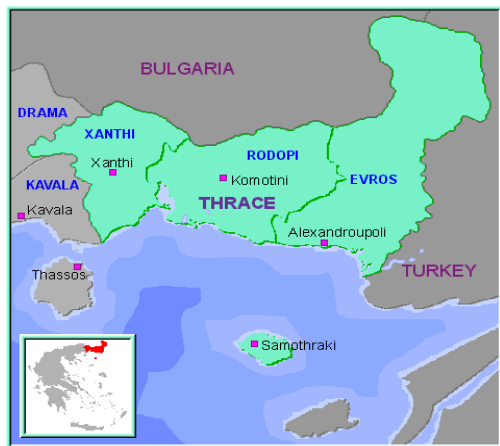 BULGARIA
DRAMA
XANTHI
Xanthi
RODOPI
KAVALA
Komotini
EVROS
Kavala
THRACE
Alexandroupoli
Thassos
TURKEY
Samothraki